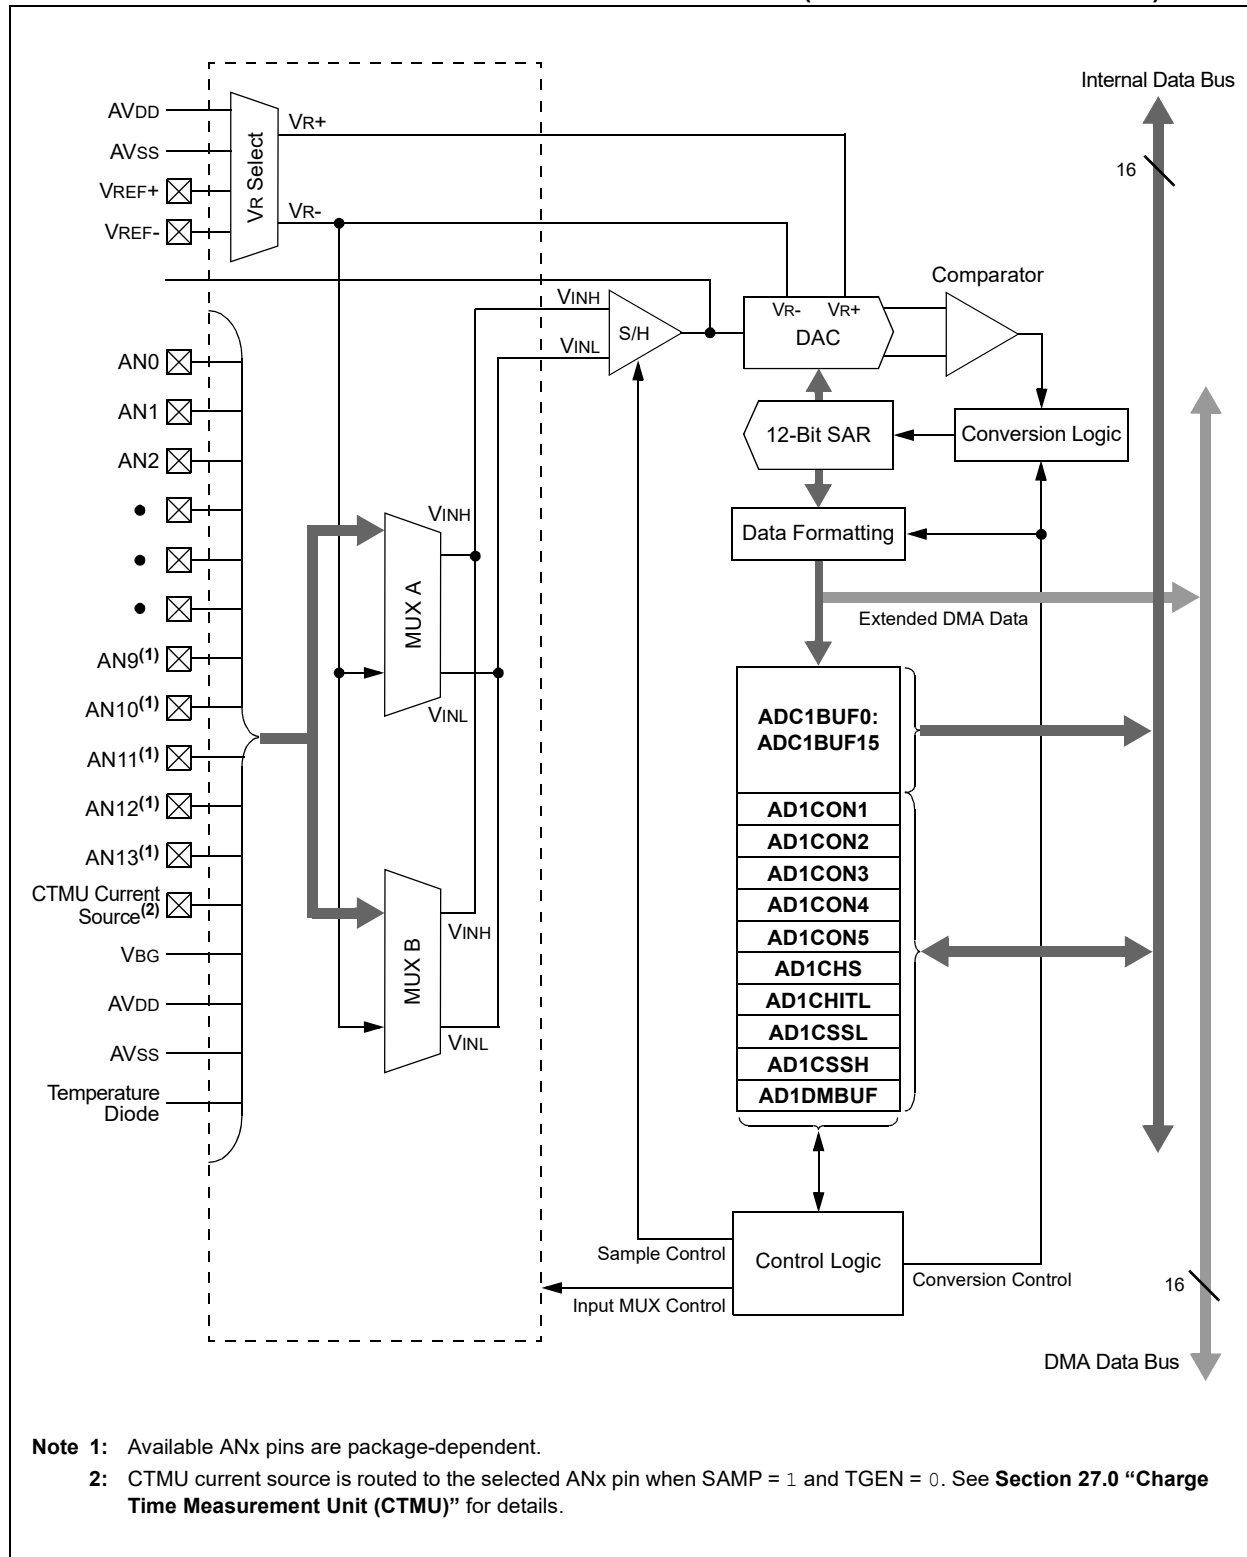 Internal Data Bus
16
AVDD
AVSS
VREF+
VREF-
VR Select
VR+
VR-
Comparator
VINH
VINL
S/H
VR- VR+
DAC
AN0
AN1
AN2
12-Bit SAR
Conversion Logic
Data Formatting
Extended DMA Data
VINH
MUX A
VINL
AN9(1)
AN10(1)
AN11(1)
AN12(1)
AN13(1)
CTMU Current
Source(2)
VBG
AVDD
AVSS
Temperature
Diode
MUX B
VINH
VINL
ADC1BUF0:
ADC1BUF15
AD1CON1
AD1CON2
AD1CON3
AD1CON4
AD1CON5
AD1CHS
AD1CHITL
AD1CSSL
AD1CSSH
AD1DMBUF
Sample Control
Control Logic
Conversion Control
Input MUX Control
16
DMA Data Bus
Note 1: Available ANx pins are package-dependent.
2: CTMU current source is routed to the selected ANx pin when SAMP = 1 and TGEN = 0. See Section 27.0 “Charge
Time Measurement Unit (CTMU)” for details.